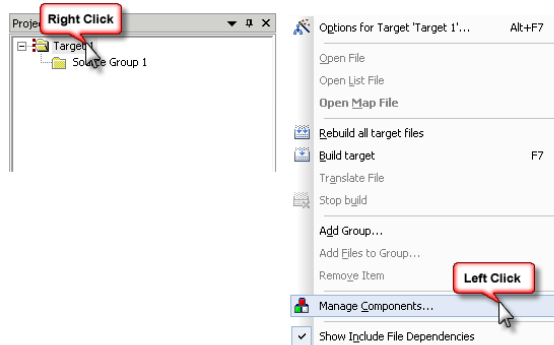 Right Click
Proje
Target 1
Source Group 1
Options for Target 'Target 1'... Alt+F7
Open File
Open List File
Open Map File
Rebuild all target files
Build target F7
Translate File
Stop build
Add Group...
Add Files to Group...
Remove Item
Left Click
Manage Components...
Show Include File Dependencies